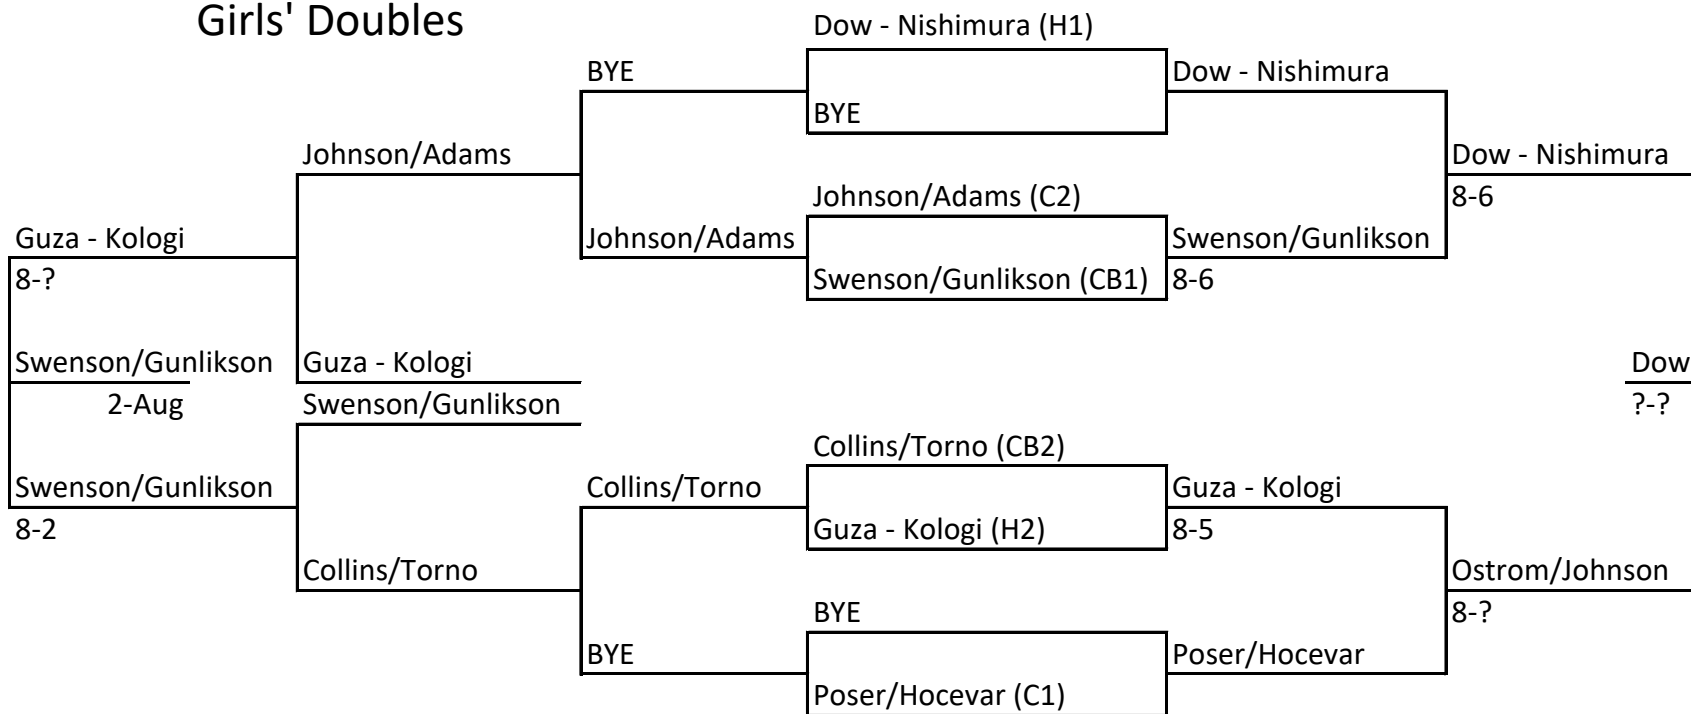 Girls' Doubles
Dow - Nishimura (H1)
BYE
Dow - Nishimura
BYE
Johnson/Adams
Dow - Nishimura
Johnson/Adams (C2)
8-6
Guza - Kologi
Johnson/Adams
Swenson/Gunlikson
8-?
Swenson/Gunlikson (CB1)
8-6
Swenson/Gunlikson
Guza - Kologi
Dow
2-Aug
Swenson/Gunlikson
?-?
Collins/Torno (CB2)
Swenson/Gunlikson
Collins/Torno
Guza - Kologi
8-2
Guza - Kologi (H2)
8-5
Collins/Torno
Ostrom/Johnson
BYE
8-?
BYE
Poser/Hocevar
Poser/Hocevar (C1)